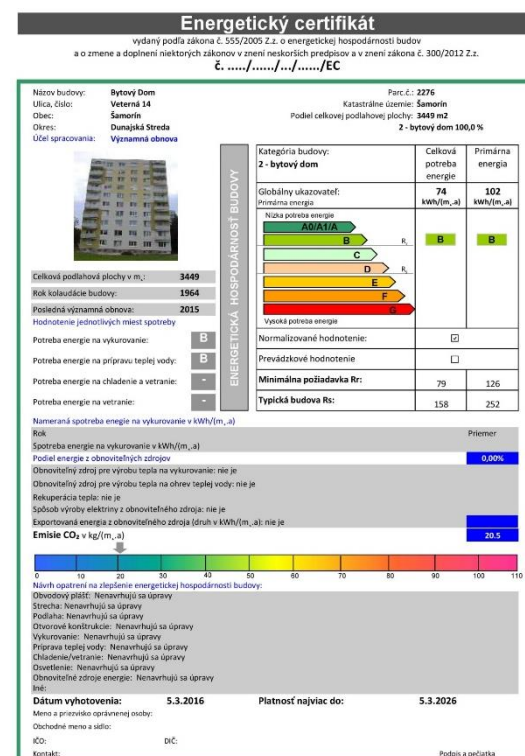 Energetický certifikát
vydaný podľa zákona č. 555/2005 Z.z. o energetickej hospodárnosti budov
a o zmene a doplnení niektorých zákonov v znení neskorších predpisov a v znení zákona č. 300/2012 Z.z.
č. ...../....../.../....../EC
Názov budovy: Bytový Dom Parc.č.: 2276
Ulica, číslo: Veterná 14 Katastrálne územie: Šamorín
Obec: Šamorín Podiel celkovej podlahovej plochy: 3449 m2
Okres: Dunajská Streda 2 - bytový dom 100,0 %
Účel spracovania: Významná obnova
ENERGETICKÁ HOSPODÁRNOSŤ BUDOVY
Kategória budovy: Celková Primárna
2 - bytový dom potreba energia
energie
Globálny ukazovateľ: 74 102
Primárna energia kWh/(m₂.a) kWh/(m₂.a)
Nízka potreba energie
A0/A1/A
B Rᵣ B B
C
D Rₛ
E
F
G
Vysoká potreba energie
Celková podlahová plochy v m₂: 3449
Rok kolaudácie budovy: 1964
Posledná významná obnova: 2015
Hodnotenie jednotlivých miest spotreby
Potreba energie na vykurovanie: B
Potreba energie na prípravu teplej vody: B
Potreba energie na chladenie a vetranie: -
Potreba energie na vetranie: -
Normalizované hodnotenie: ☑
Prevádzkové hodnotenie ☐
Minimálna požiadavka Rr: 79 126
Typická budova Rs: 158 252
Nameraná spotreba enegie na vykurovanie v kWh/(m₂.a)
Rok Priemer
Spotreba energie na vykurovanie v kWh/(m₂.a)
Podiel energie z obnoviteľných zdrojov 0,00%
Obnoviteľný zdroj pre výrobu tepla na vykurovanie: nie je
Obnoviteľný zdroj pre výrobu tepla na ohrev teplej vody: nie je
Rekuperácia tepla: nie je
Spôsob výroby elektriny z obnoviteľného zdroja: nie je
Exportovaná energia z obnoviteľného zdroja (druh v kWh/(m₂.a): nie je
Emisie CO₂ v kg/(m₂.a) 20.5
0 10 20 30 40 50 60 70 80 90 100 110
Návrh opatrení na zlepšenie energetickej hospodárnosti budovy:
Obvodový plášť: Nenavrhujú sa úpravy
Strecha: Nenavrhujú sa úpravy
Podlaha: Nenavrhujú sa úpravy
Otvorové konštrukcie: Nenavrhujú sa úpravy
Vykurovanie: Nenavrhujú sa úpravy
Príprava teplej vody: Nenavrhujú sa úpravy
Chladenie/vetranie: Nenavrhujú sa úpravy
Osvetlenie: Nenavrhujú sa úpravy
Obnoviteľné zdroje energie: Nenavrhujú sa úpravy
Iné:
Dátum vyhotovenia: 5.3.2016 Platnosť najviac do: 5.3.2026
Meno a priezvisko oprávnenej osoby:
Obchodné meno a sídlo:
IČO: DIČ:
Kontakt: Podpis a pečiatka